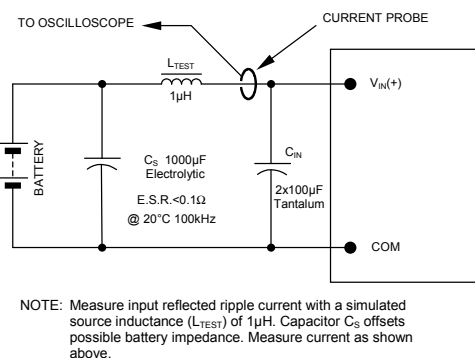 TO OSCILLOSCOPE
CURRENT PROBE
LTEST
1µH
VIN(+)
BATTERY
CS 1000µF
Electrolytic
E.S.R.<0.1Ω
@ 20°C 100kHz
CIN
2x100µF
Tantalum
COM
NOTE: Measure input reflected ripple current with a simulated
source inductance (LTEST) of 1µH. Capacitor CS offsets
possible battery impedance. Measure current as shown
above.